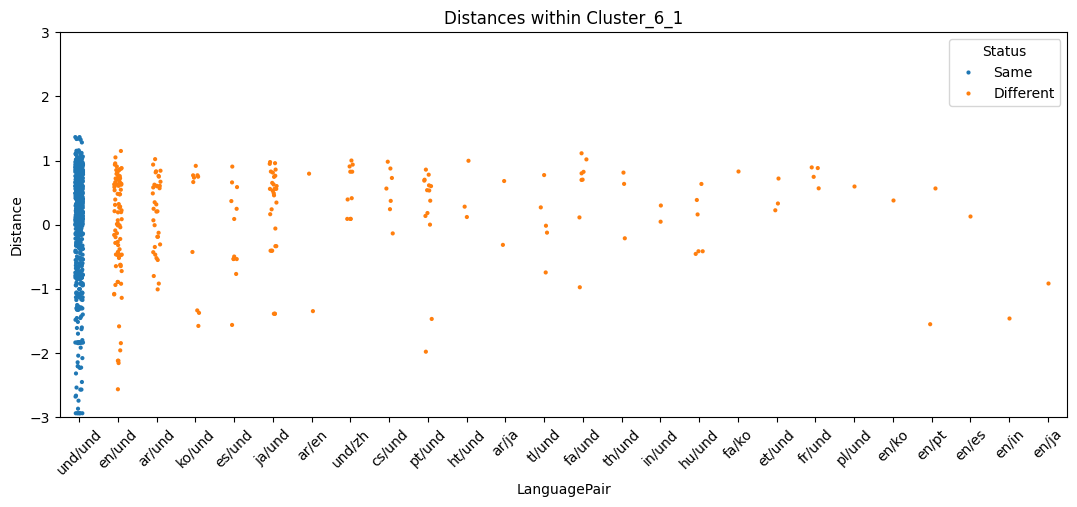 Distances within Cluster_6_1
Status
Same
Different
Distance
3
2
1
0
−1
−2
−3
und/und
en/und
ar/und
ko/und
es/und
ja/und
ar/en
und/zh
cs/und
pt/und
ht/und
ar/ja
tl/und
fa/und
th/und
in/und
hu/und
fa/ko
et/und
fr/und
pl/und
en/ko
en/pt
en/es
en/in
en/ja
LanguagePair